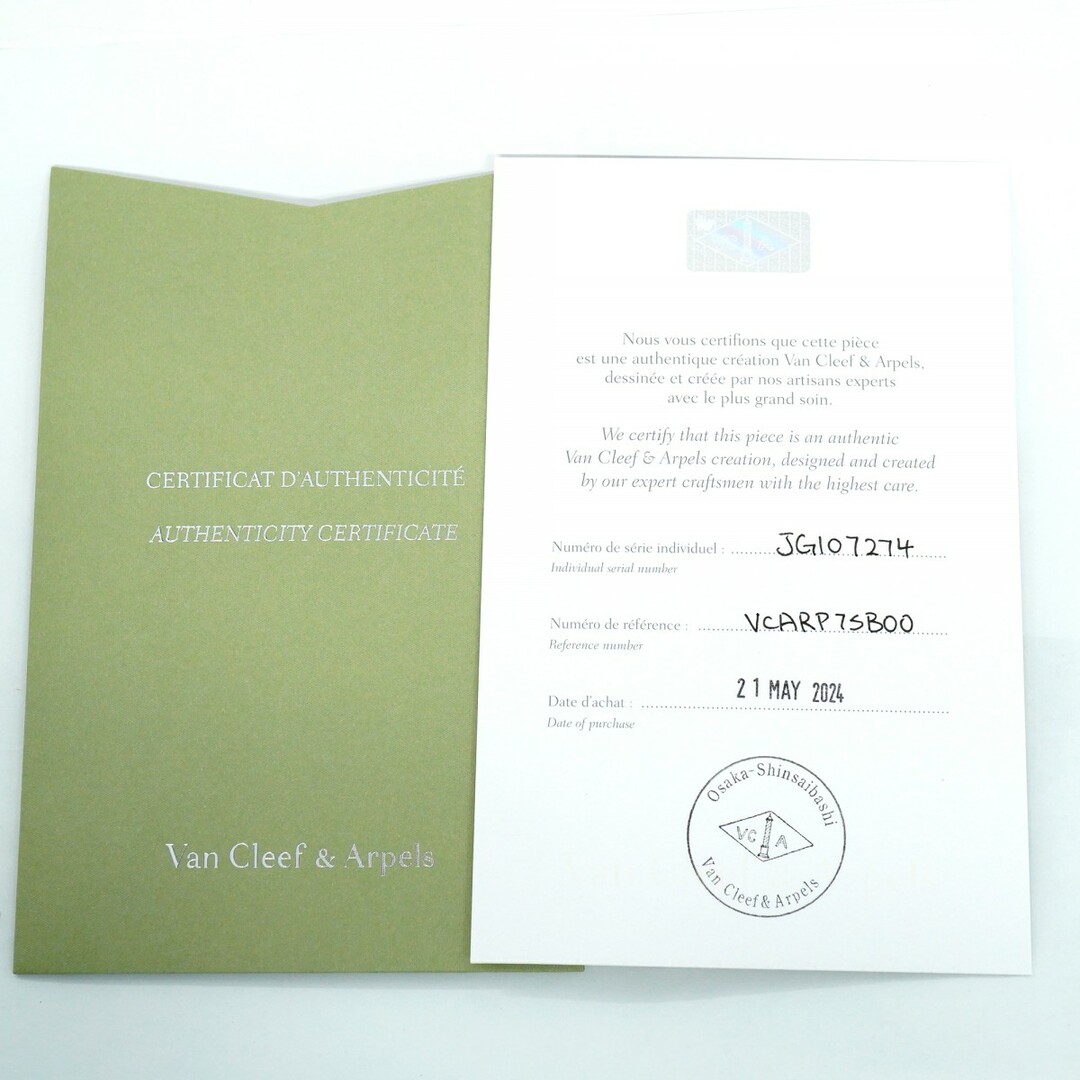 CERTIFICAT D'AUTHENTICITÉ
AUTHENTICITY CERTIFICATE
Van Cleef & Arpels
Nous vous certifions que cette pièce
est une authentique création Van Cleef & Arpels,
dessinée et créée par nos artisans experts
avec le plus grand soin.
We certify that this piece is an authentic
Van Cleef & Arpels creation, designed and created
by our expert craftsmen with the highest care.
Numéro de série individuel : JG107274
Individual serial number
Numéro de référence : VCARP7SB00
Reference number
Date d'achat : 21 MAY 2024
Date of purchase
Osaka-Shinsaibashi
VC A
Van Cleef & Arpels